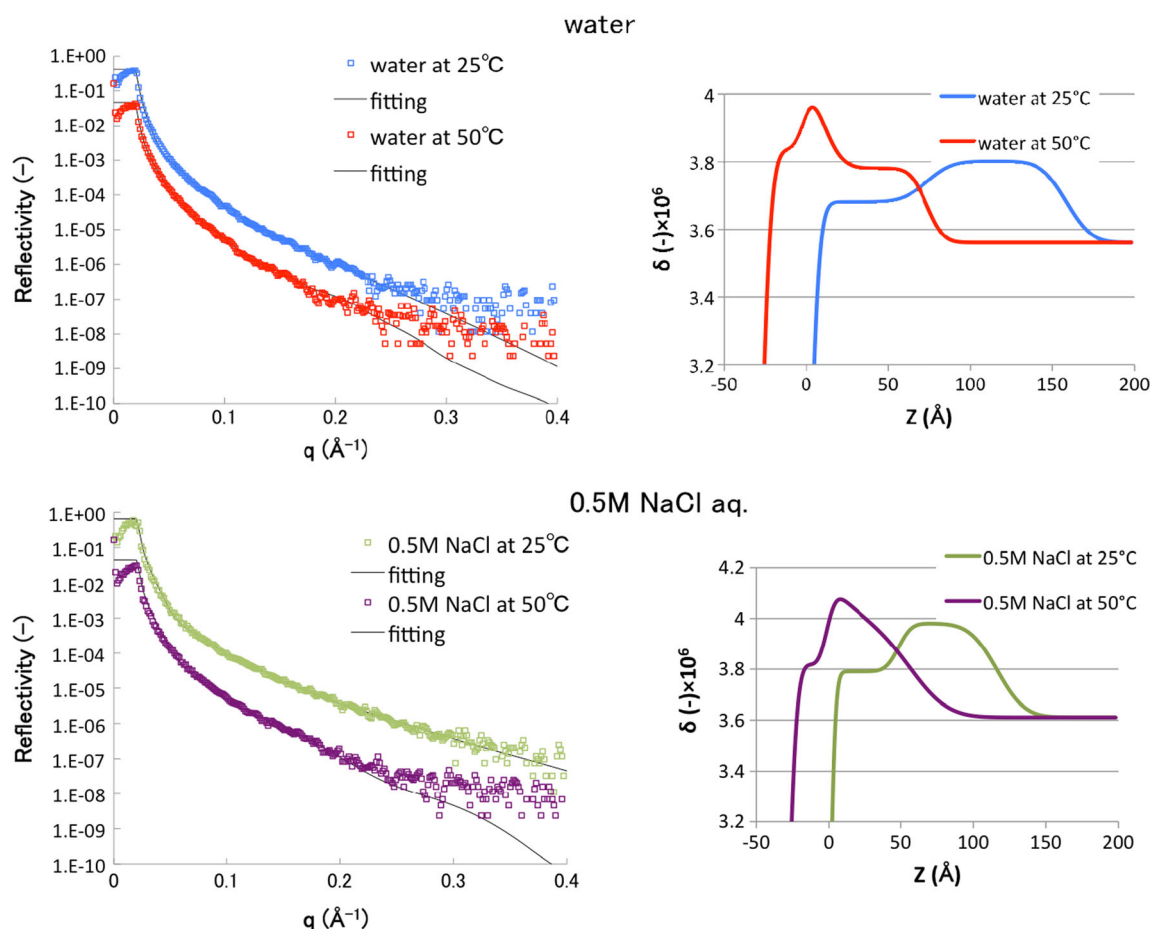 water
1.E+00
1.E-01
1.E-02
1.E-03
1.E-04
1.E-05
1.E-06
1.E-07
1.E-08
1.E-09
1.E-10
Reflectivity (−)
0 0.1 0.2 0.3 0.4
q (Å⁻¹)
water at 25℃
fitting
water at 50℃
fitting
4
3.8
3.6
3.4
3.2
δ (-)×10⁶
-50 0 50 100 150 200
Z (Å)
water at 25°C
water at 50°C
0.5M NaCl aq.
1.E+00
1.E-01
1.E-02
1.E-03
1.E-04
1.E-05
1.E-06
1.E-07
1.E-08
1.E-09
1.E-10
Reflectivity (−)
0 0.1 0.2 0.3 0.4
q (Å⁻¹)
0.5M NaCl at 25℃
fitting
0.5M NaCl at 50℃
fitting
4.2
4
3.8
3.6
3.4
3.2
δ (-)×10⁶
-50 0 50 100 150 200
Z (Å)
0.5M NaCl at 25°C
0.5M NaCl at 50°C